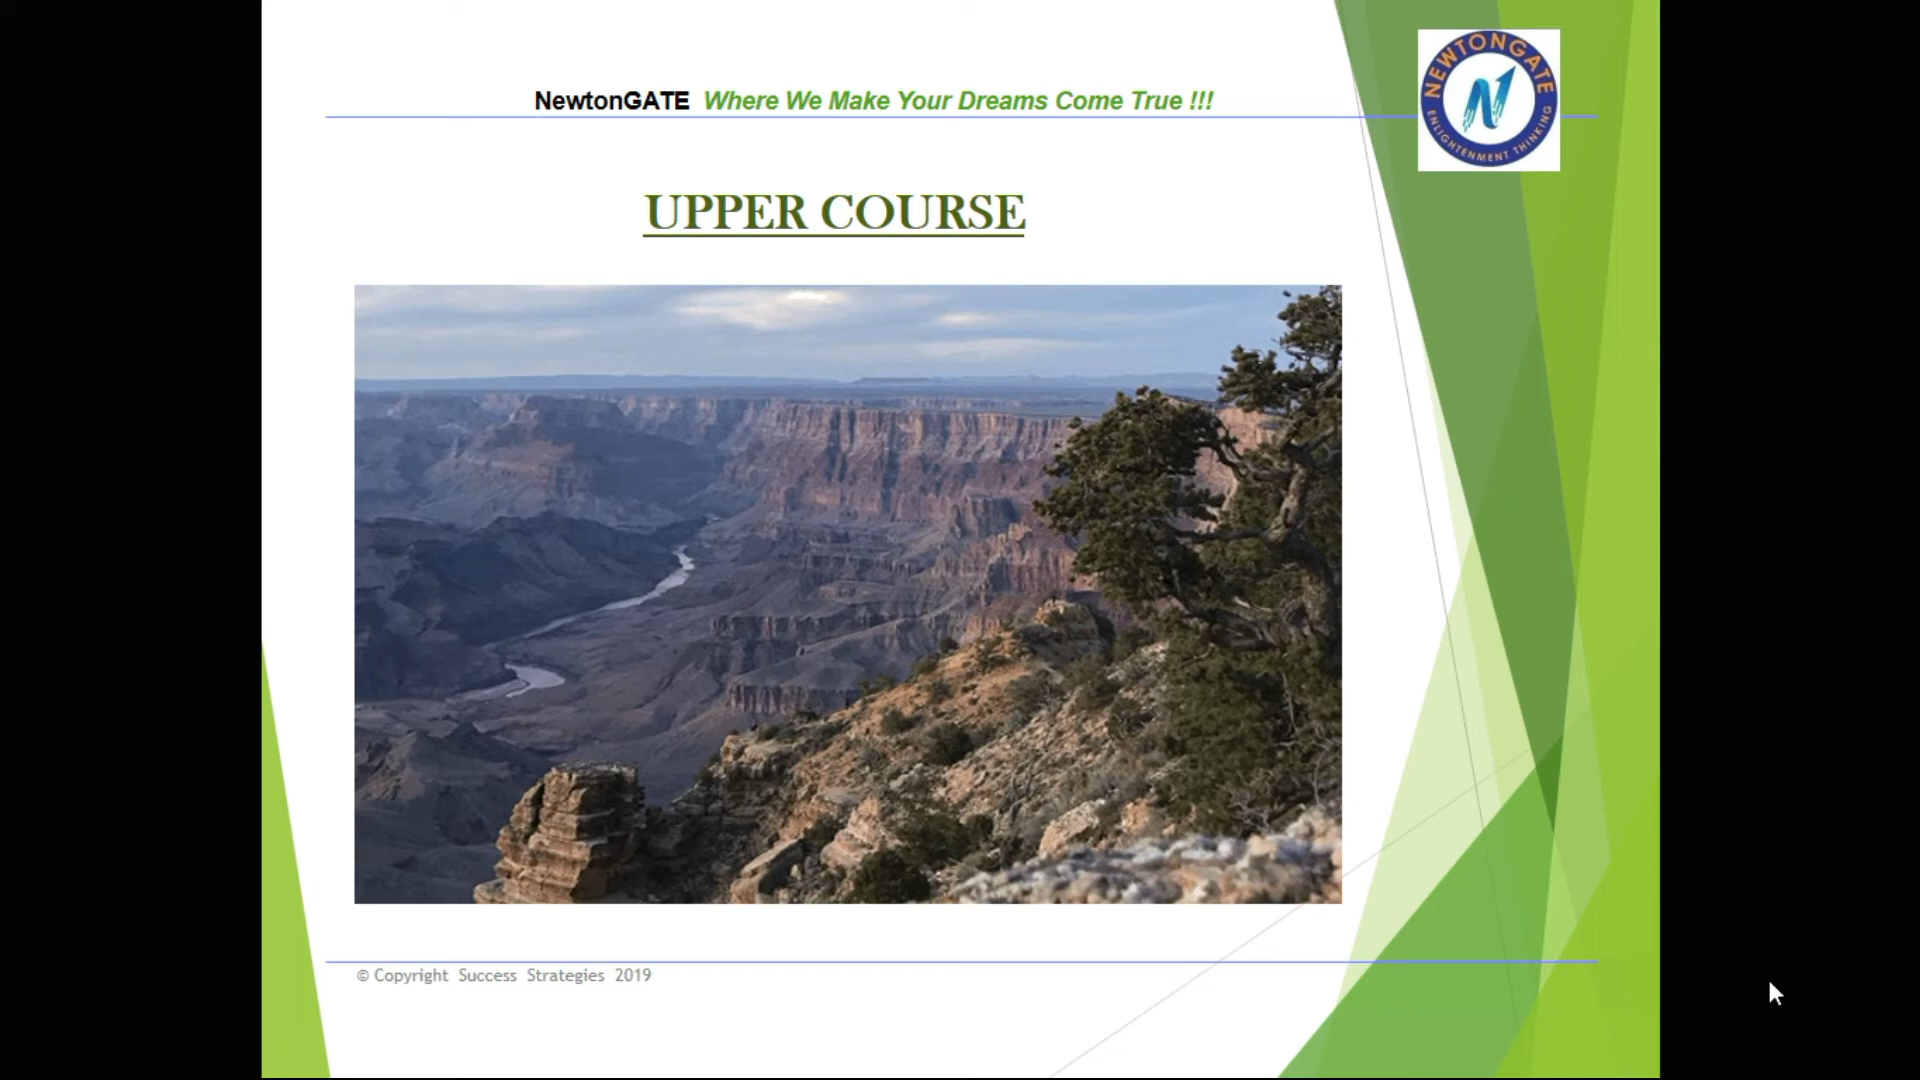 NewtonGATE Where We Make Your Dreams Come True !!!
NEWTONGATE
ENLIGHTENMENT THINKING
UPPER COURSE
© Copyright Success Strategies 2019